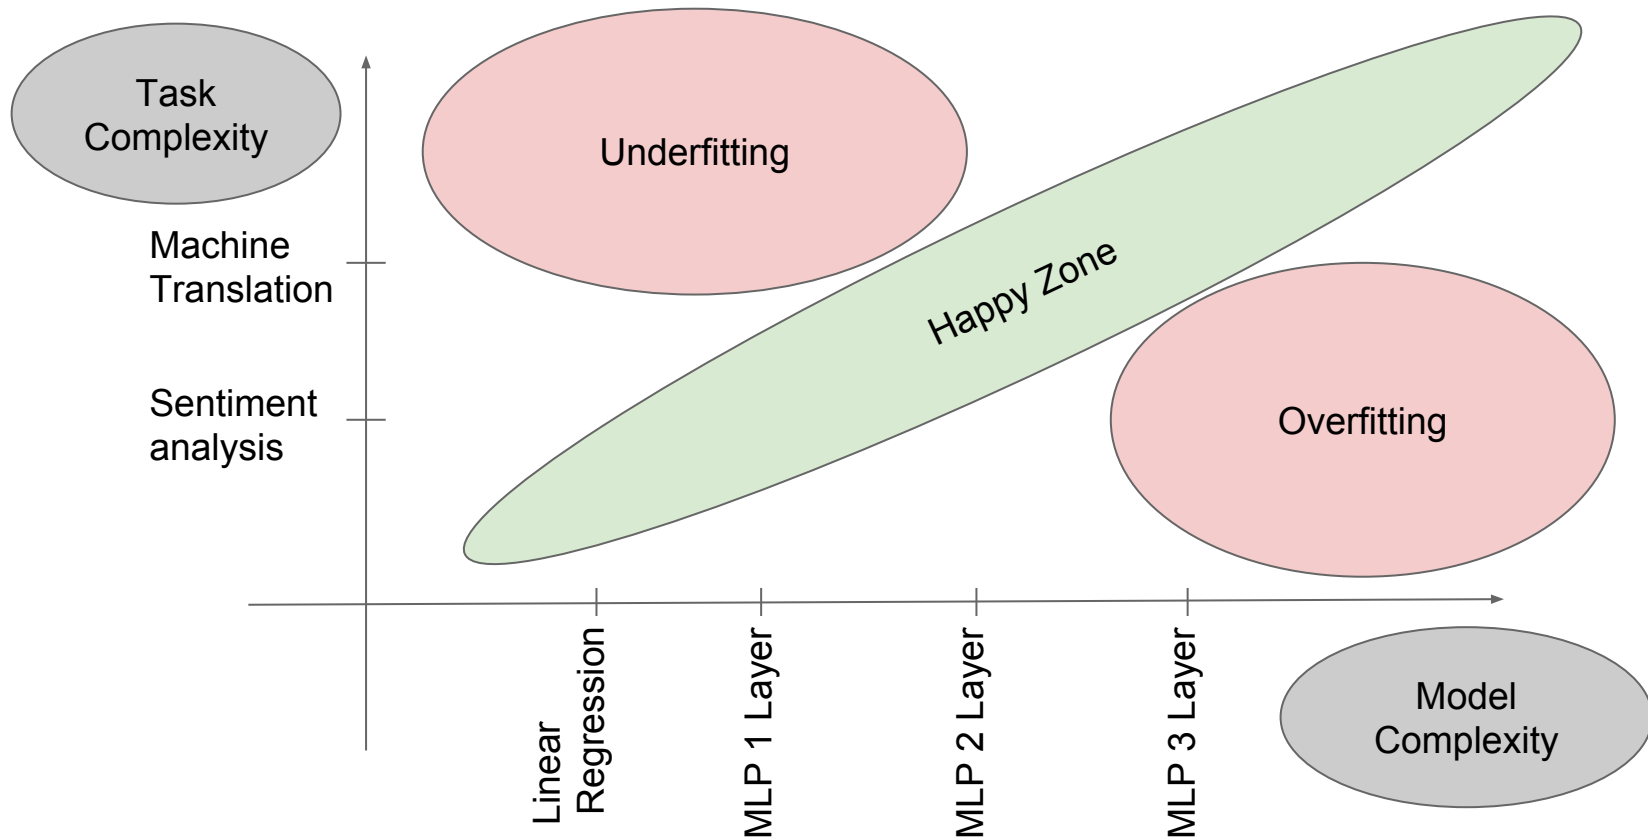 Task
Complexity
Underfitting
Machine
Translation
Happy Zone
Sentiment
analysis
Overfitting
Linear
Regression
MLP 1 Layer
MLP 2 Layer
MLP 3 Layer
Model
Complexity